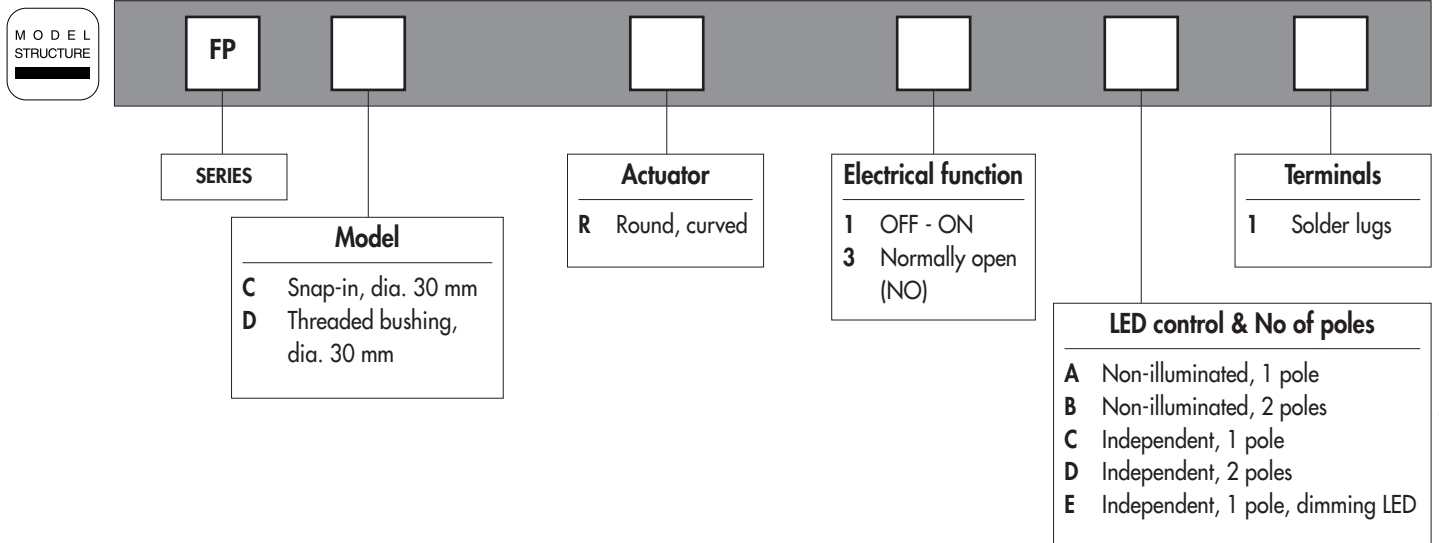 M O D E L
STRUCTURE
FP
SERIES
Model
C Snap-in, dia. 30 mm
D Threaded bushing,
dia. 30 mm
Actuator
R Round, curved
Electrical function
1 OFF - ON
3 Normally open
(NO)
LED control & No of poles
A Non-illuminated, 1 pole
B Non-illuminated, 2 poles
C Independent, 1 pole
D Independent, 2 poles
E Independent, 1 pole, dimming LED
Terminals
1 Solder lugs